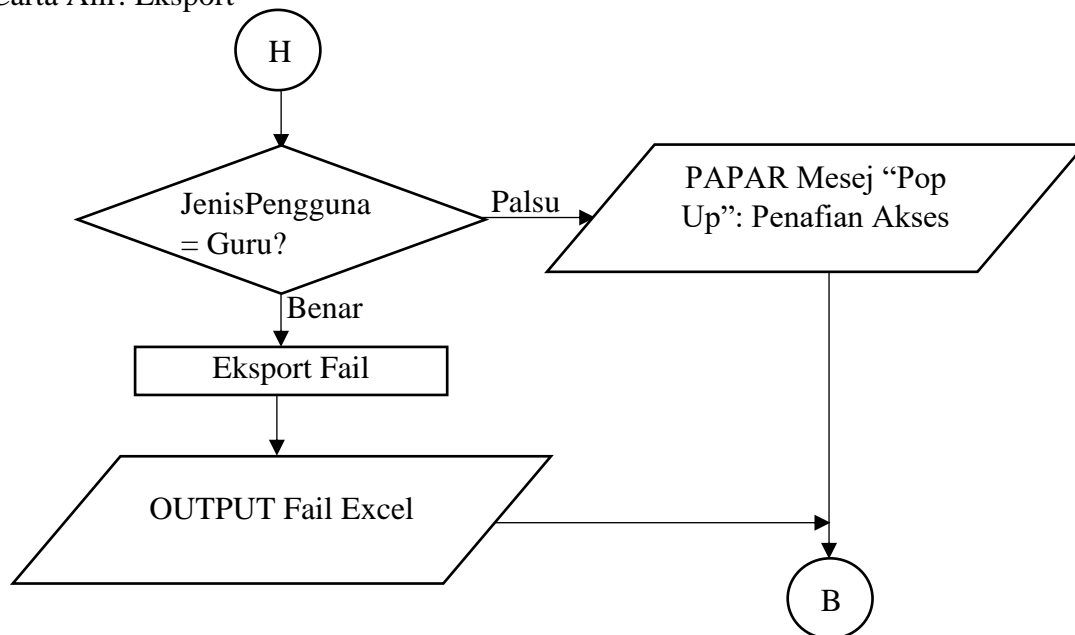 Carta Alir: Eksport
H
JenisPengguna
= Guru?
Palsu
PAPAR Mesej “Pop
Up”: Penafian Akses
Benar
Eksport Fail
OUTPUT Fail Excel
B